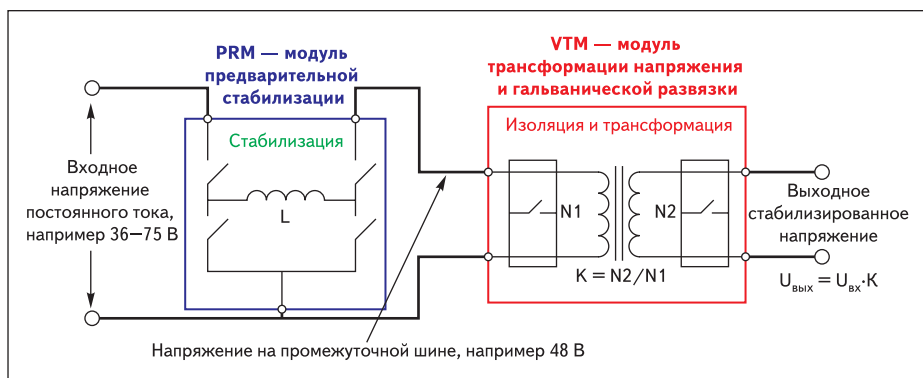 PRM — модуль
предварительной
стабилизации
VTM — модуль
трансформации напряжения
и гальванической развязки
Стабилизация
Изоляция и трансформация
Входное
напряжение
постоянного тока,
например 36—75 В
L
N1
N2
K = N2/N1
Выходное
стабилизированное
напряжение
Uвых = Uвх·K
Напряжение на промежуточной шине, например 48 В